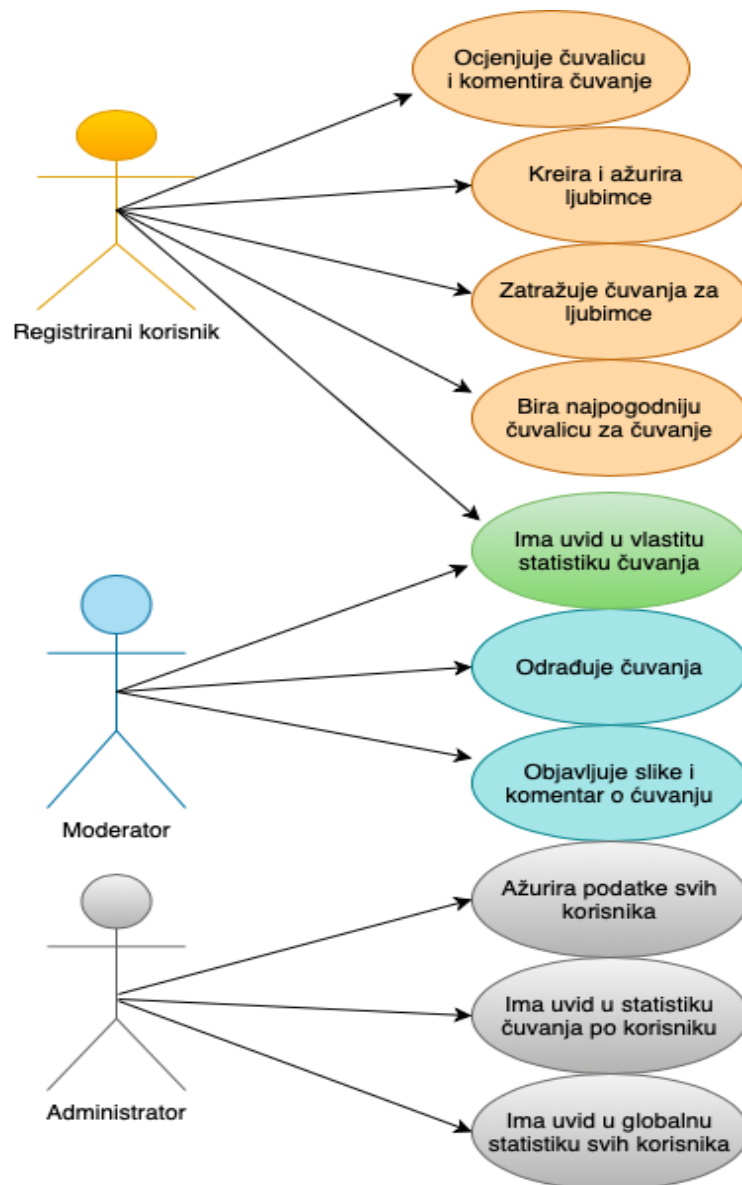 Ocjenjuje čuvalicu
i komentira čuvanje
Kreira i ažurira
ljubimce
Zatražuje čuvanja za
ljubimce
Registrirani korisnik
Bira najpogodniju
čuvalicu za čuvanje
Ima uvid u vlastitu
statistiku čuvanja
Odrađuje čuvanja
Objavljuje slike i
komentar o ćuvanju
Moderator
Ažurira podatke svih
korisnika
Ima uvid u statistiku
čuvanja po korisniku
Administrator
Ima uvid u globalnu
statistiku svih korisnika